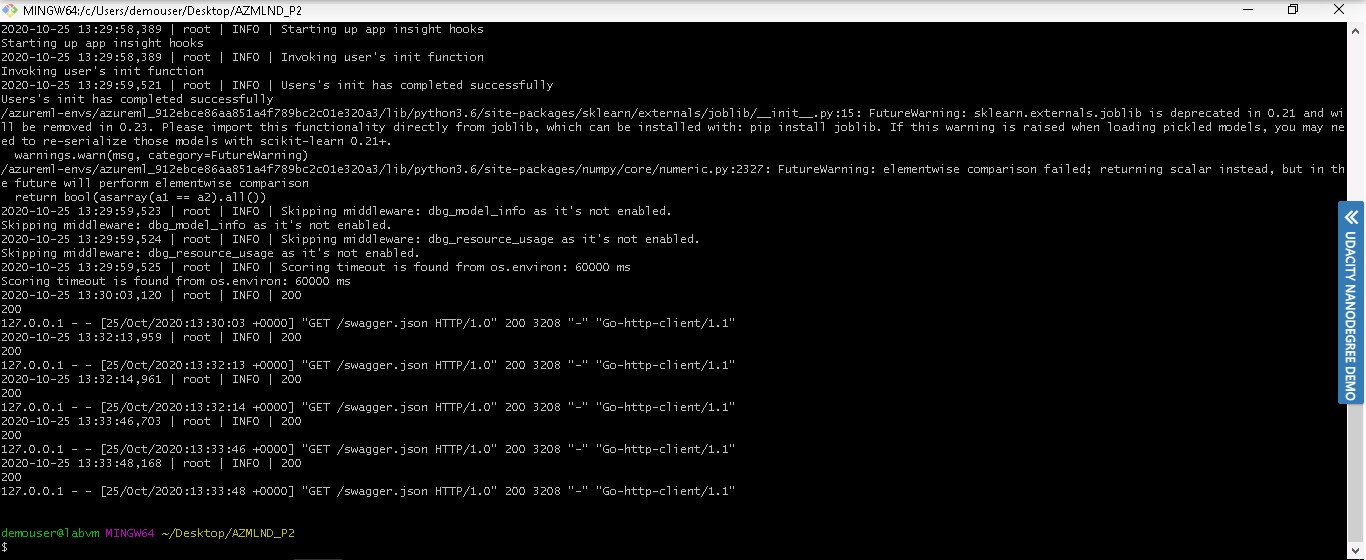 MINGW64:/c/Users/demouser/Desktop/AZMLND_P2
2020-10-25 13:29:58,389 | root | INFO | Starting up app insight hooks
Starting up app insight hooks
2020-10-25 13:29:58,389 | root | INFO | Invoking user's init function
Invoking user's init function
2020-10-25 13:29:59,521 | root | INFO | Users's init has completed successfully
Users's init has completed successfully
/azureml-envs/azureml_912ebce86aa851a4f789bc2c01e320a3/lib/python3.6/site-packages/sklearn/externals/joblib/__init__.py:15: FutureWarning: sklearn.externals.joblib is deprecated in 0.21 and wi
ll be removed in 0.23. Please import this functionality directly from joblib, which can be installed with: pip install joblib. If this warning is raised when loading pickled models, you may ne
ed to re-serialize those models with scikit-learn 0.21+.
  warnings.warn(msg, category=FutureWarning)
/azureml-envs/azureml_912ebce86aa851a4f789bc2c01e320a3/lib/python3.6/site-packages/numpy/core/numeric.py:2327: FutureWarning: elementwise comparison failed; returning scalar instead, but in th
e future will perform elementwise comparison
  return bool(asarray(a1 == a2).all())
2020-10-25 13:29:59,523 | root | INFO | Skipping middleware: dbg_model_info as it's not enabled.
Skipping middleware: dbg_model_info as it's not enabled.
2020-10-25 13:29:59,524 | root | INFO | Skipping middleware: dbg_resource_usage as it's not enabled.
Skipping middleware: dbg_resource_usage as it's not enabled.
2020-10-25 13:29:59,525 | root | INFO | Scoring timeout is found from os.environ: 60000 ms
Scoring timeout is found from os.environ: 60000 ms
2020-10-25 13:30:03,120 | root | INFO | 200
200
127.0.0.1 - - [25/Oct/2020:13:30:03 +0000] "GET /swagger.json HTTP/1.0" 200 3208 "-" "Go-http-client/1.1"
2020-10-25 13:32:13,959 | root | INFO | 200
200
127.0.0.1 - - [25/Oct/2020:13:32:13 +0000] "GET /swagger.json HTTP/1.0" 200 3208 "-" "Go-http-client/1.1"
2020-10-25 13:32:14,961 | root | INFO | 200
200
127.0.0.1 - - [25/Oct/2020:13:32:14 +0000] "GET /swagger.json HTTP/1.0" 200 3208 "-" "Go-http-client/1.1"
2020-10-25 13:33:46,703 | root | INFO | 200
200
127.0.0.1 - - [25/Oct/2020:13:33:46 +0000] "GET /swagger.json HTTP/1.0" 200 3208 "-" "Go-http-client/1.1"
2020-10-25 13:33:48,168 | root | INFO | 200
200
127.0.0.1 - - [25/Oct/2020:13:33:48 +0000] "GET /swagger.json HTTP/1.0" 200 3208 "-" "Go-http-client/1.1"
demouser@labvm MINGW64 ~/Desktop/AZMLND_P2
$
UDACITY NANODEGREE DEMO